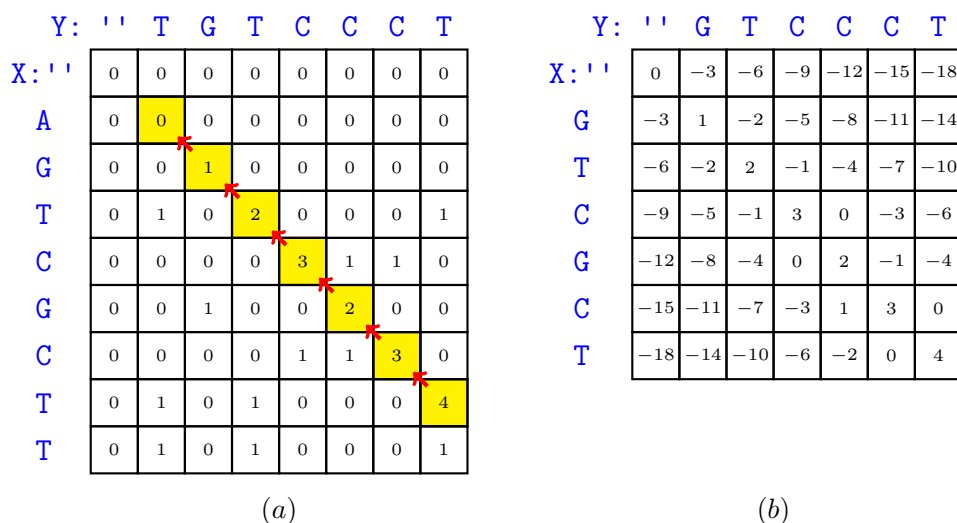 Y: '' T G T C C C T Y: '' G T C C C T
X:'' 0 0 0 0 0 0 0 0 X:'' 0 −3 −6 −9 −12 −15 −18
A 0 0 0 0 0 0 0 0 G −3 1 −2 −5 −8 −11 −14
G 0 0 1 0 0 0 0 0 T −6 −2 2 −1 −4 −7 −10
T 0 1 0 2 0 0 0 1 C −9 −5 −1 3 0 −3 −6
C 0 0 0 0 3 1 1 0 G −12 −8 −4 0 2 −1 −4
G 0 0 1 0 0 2 0 0 C −15 −11 −7 −3 1 3 0
C 0 0 0 0 1 1 3 0 T −18 −14 −10 −6 −2 0 4
T 0 1 0 1 0 0 0 4
T 0 1 0 1 0 0 0 1
(a) (b)